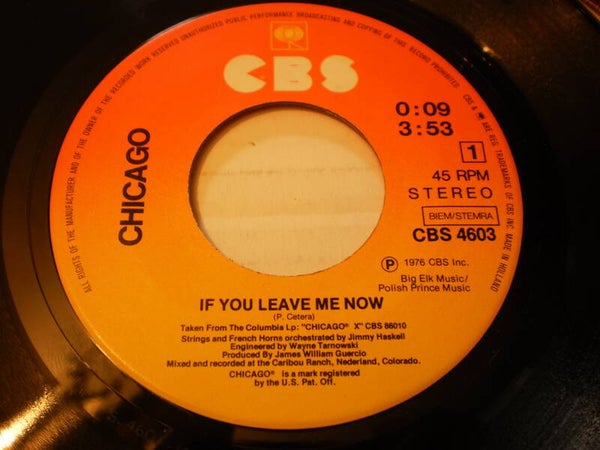 ALL RIGHTS OF THE MANUFACTURER AND OF THE OWNER OF THE RECORDED WORK RESERVED UNAUTHORIZED PUBLIC PERFORMANCE BROADCASTING AND COPYING OF THIS RECORD PROHIBITED.
CBS & ARE REG. TRADEMARKS OF CBS INC. MADE IN HOLLAND
CBS
CHICAGO
0:09
3:53
1
45 RPM
STEREO
BIEM/STEMRA
CBS 4603
Ⓟ 1976 CBS Inc.
Big Elk Music/
Polish Prince Music
IF YOU LEAVE ME NOW
(P. Cetera)
Taken From The Columbia Lp: "CHICAGO® X" CBS 86010
Strings and French Horns orchestrated by Jimmy Haskell
Engineered by Wayne Tarnowski
Produced By James William Guercio
Mixed and recorded at the Caribou Ranch, Nederland, Colorado.
CHICAGO® is a mark registered
by the U.S. Pat. Off.